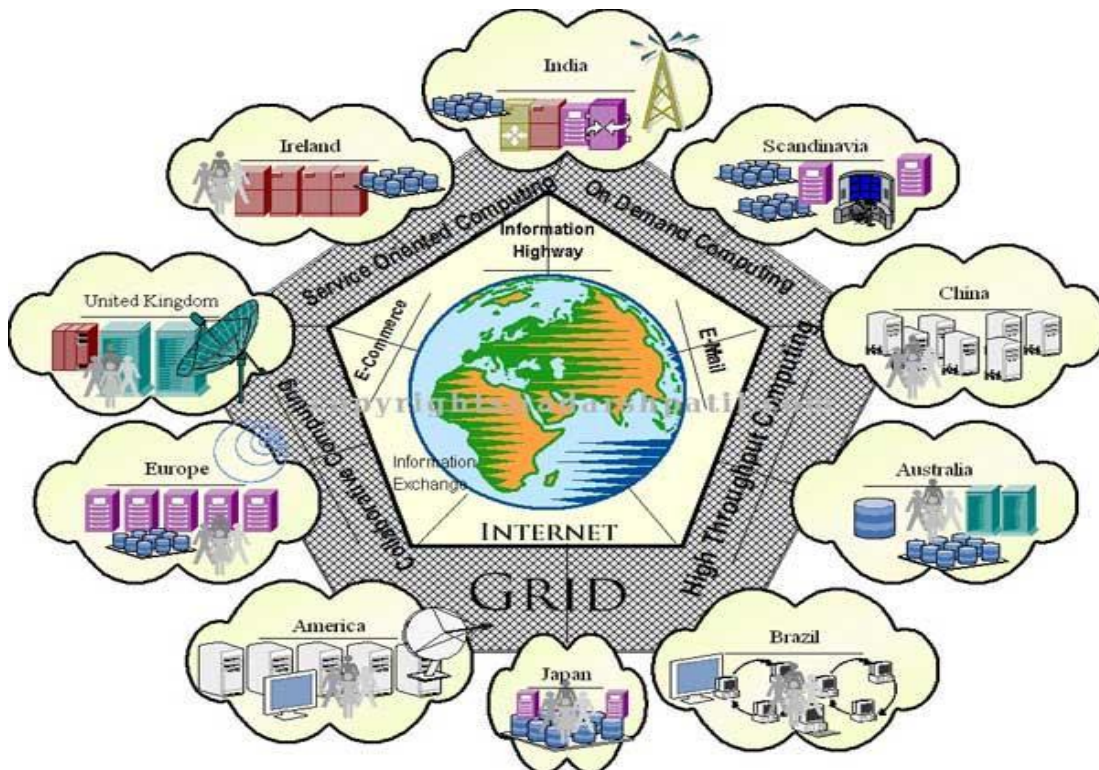 India
Ireland
Scandinavia
Service Oriented Computing
On Demand Computing
Information
Highway
United Kingdom
China
E-Commerce
E-Mail
Collaborative Computing
High Throughout Computing
Europe
Information
Exchange
Australia
INTERNET
GRID
America
Japan
Brazil